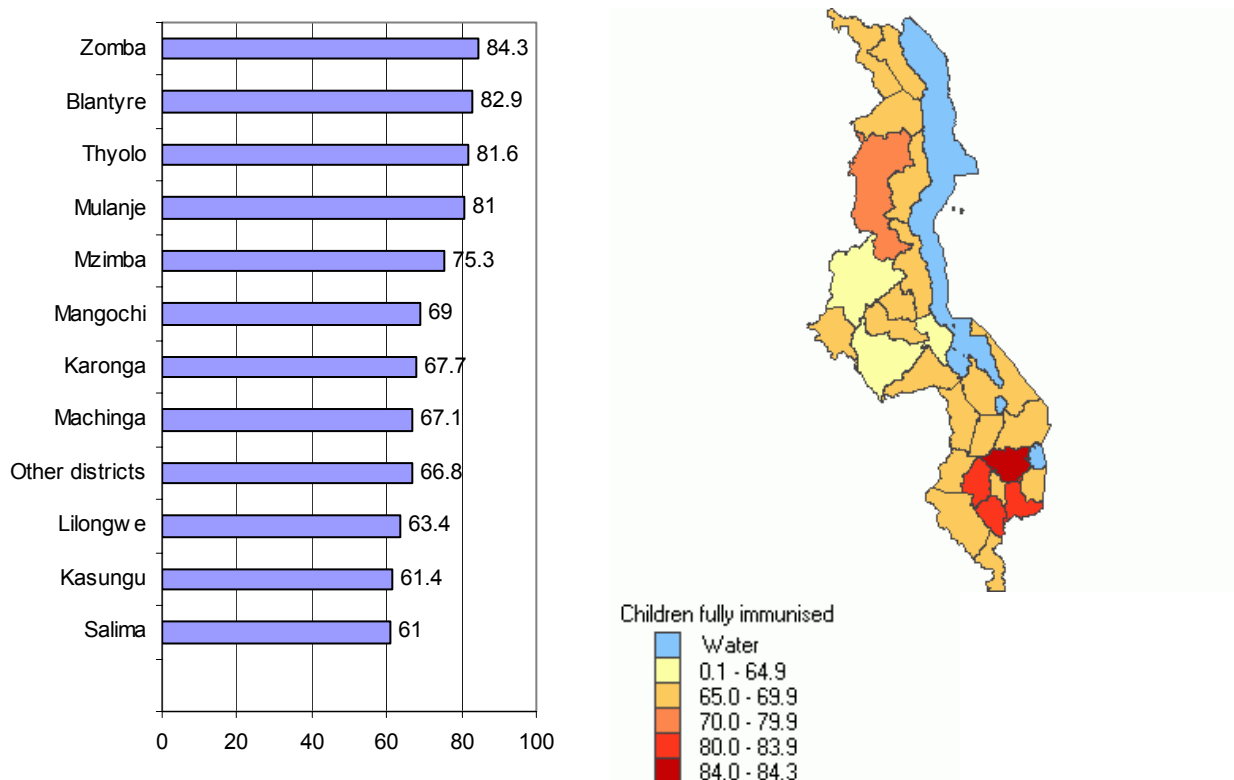 Zomba 84.3
Blantyre 82.9
Thyolo 81.6
Mulanje 81
Mzimba 75.3
Mangochi 69
Karonga 67.7
Machinga 67.1
Other districts 66.8
Lilongwe 63.4
Kasungu 61.4
Salima 61
0 20 40 60 80 100
Children fully immunised
Water
0.1 - 64.9
65.0 - 69.9
70.0 - 79.9
80.0 - 83.9
84.0 - 84.3